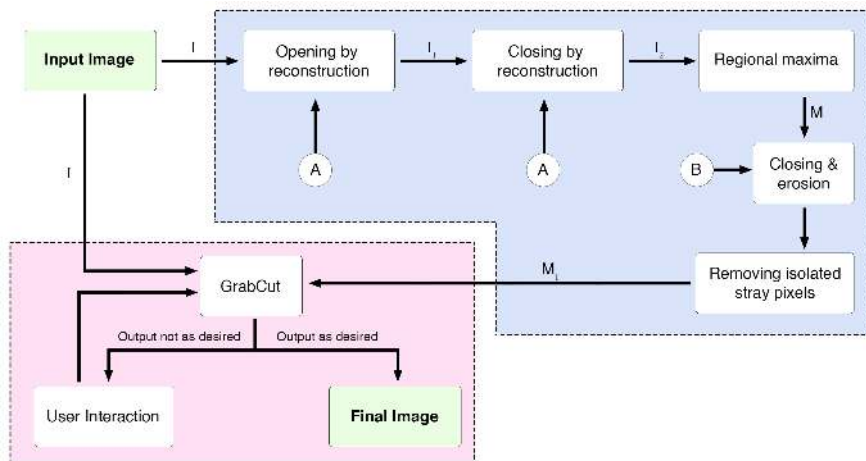 Input Image
I
Opening by
reconstruction
I1
Closing by
reconstruction
I2
Regional maxima
M
A
A
B
Closing &
erosion
I
Removing isolated
stray pixels
M1
GrabCut
Output not as desired
Output as desired
User Interaction
Final Image